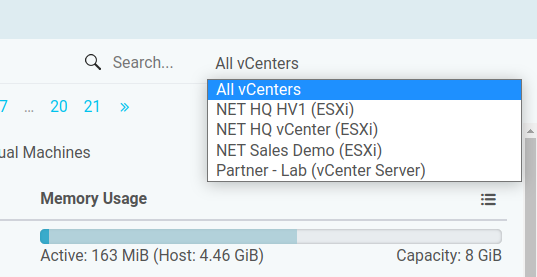 Search...
All vCenters
All vCenters
NET HQ HV1 (ESXi)
NET HQ vCenter (ESXi)
NET Sales Demo (ESXi)
Partner - Lab (vCenter Server)
7 ... 20 21 »
ual Machines
Memory Usage
Active: 163 MiB (Host: 4.46 GiB)
Capacity: 8 GiB